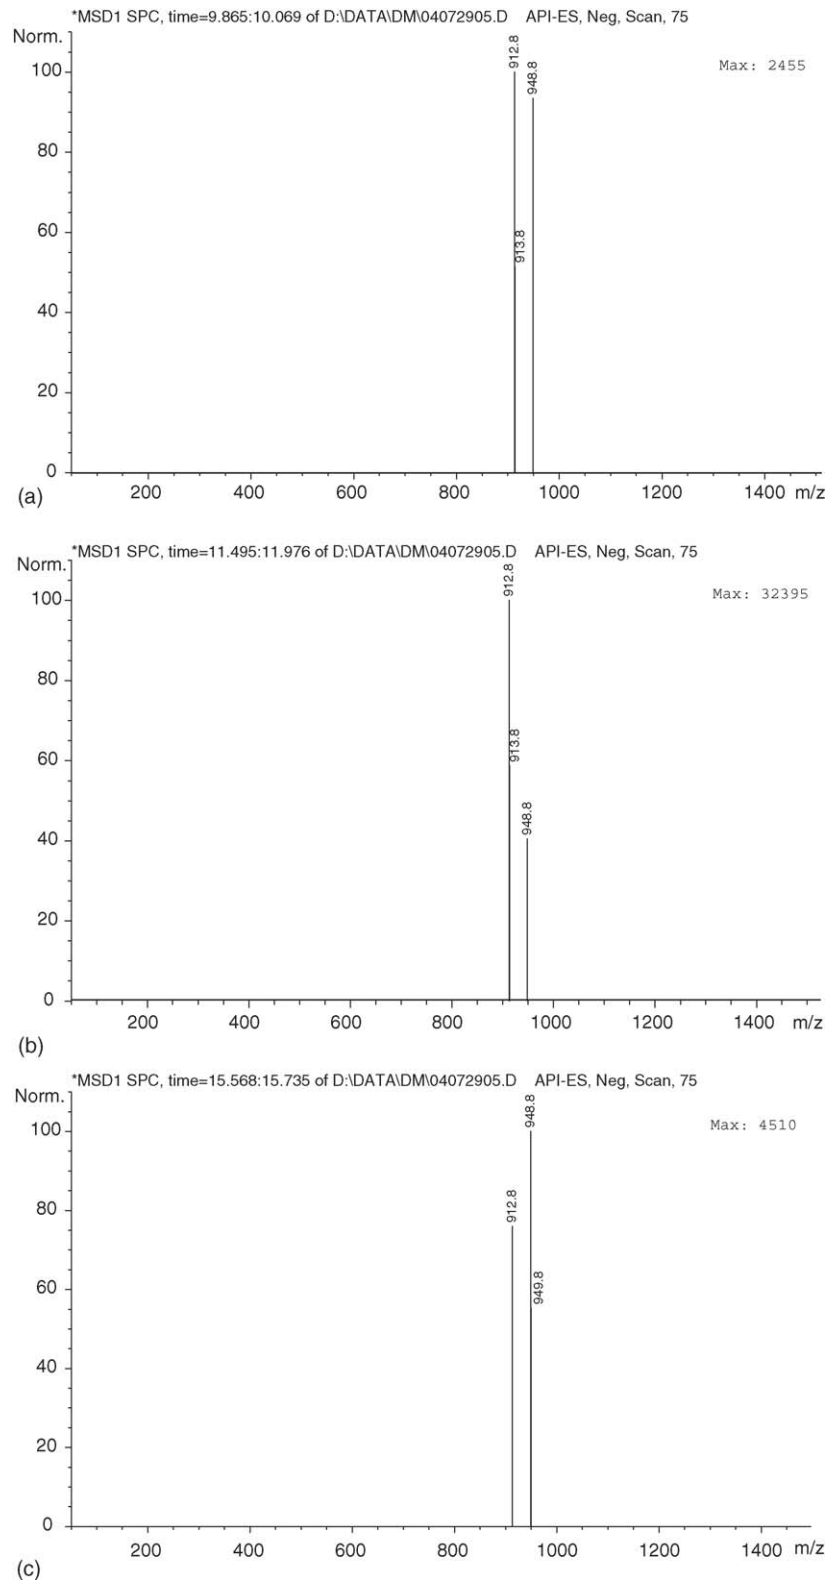 *MSD1 SPC, time=9.865:10.069 of D:\DATA\DM\04072905.D API-ES, Neg, Scan, 75
Norm.
Max: 2455
912.8
948.8
913.8
100
80
60
40
20
0
200 400 600 800 1000 1200 1400 m/z
(a)
*MSD1 SPC, time=11.495:11.976 of D:\DATA\DM\04072905.D API-ES, Neg, Scan, 75
Norm.
Max: 32395
912.8
913.8
948.8
100
80
60
40
20
0
200 400 600 800 1000 1200 1400 m/z
(b)
*MSD1 SPC, time=15.568:15.735 of D:\DATA\DM\04072905.D API-ES, Neg, Scan, 75
Norm.
Max: 4510
948.8
912.8
949.8
100
80
60
40
20
0
200 400 600 800 1000 1200 1400 m/z
(c)